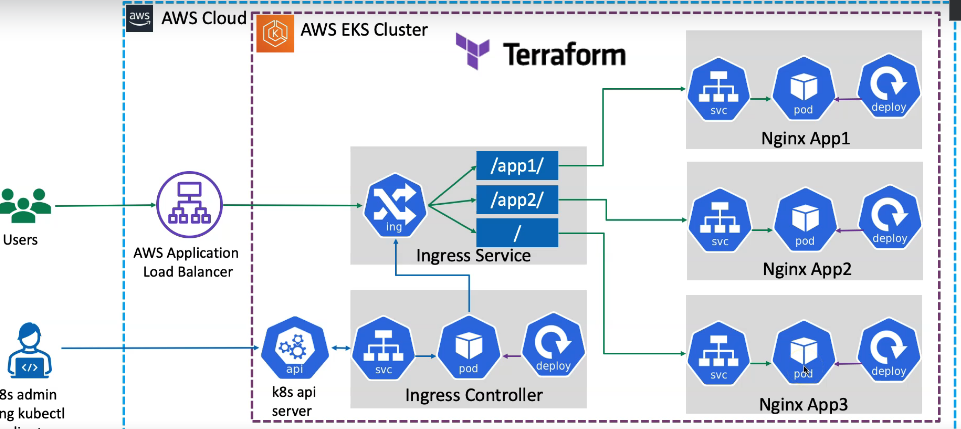 aws
AWS Cloud
AWS EKS Cluster
Terraform
svc
pod
deploy
Nginx App1
/app1/
/app2/
/
ing
Ingress Service
Users
AWS Application
Load Balancer
svc
pod
deploy
Nginx App2
api
k8s api
server
svc
pod
deploy
Ingress Controller
svc
pod
deploy
Nginx App3
8s admin
ng kubectl